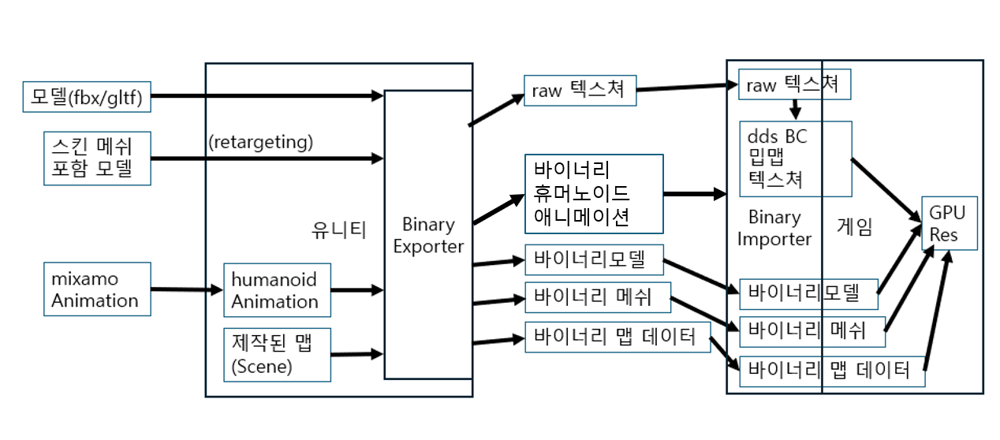 모델(fbx/gltf)
스킨 메쉬
포함 모델
(retargeting)
유니티
mixamo
Animation
humanoid
Animation
제작된 맵
(Scene)
Binary
Exporter
raw 텍스쳐
바이너리
휴머노이드
애니메이션
바이너리모델
바이너리 메쉬
바이너리 맵 데이터
raw 텍스쳐
dds BC
밉맵
텍스쳐
Binary
Importer
게임
GPU
Res
바이너리모델
바이너리 메쉬
바이너리 맵 데이터